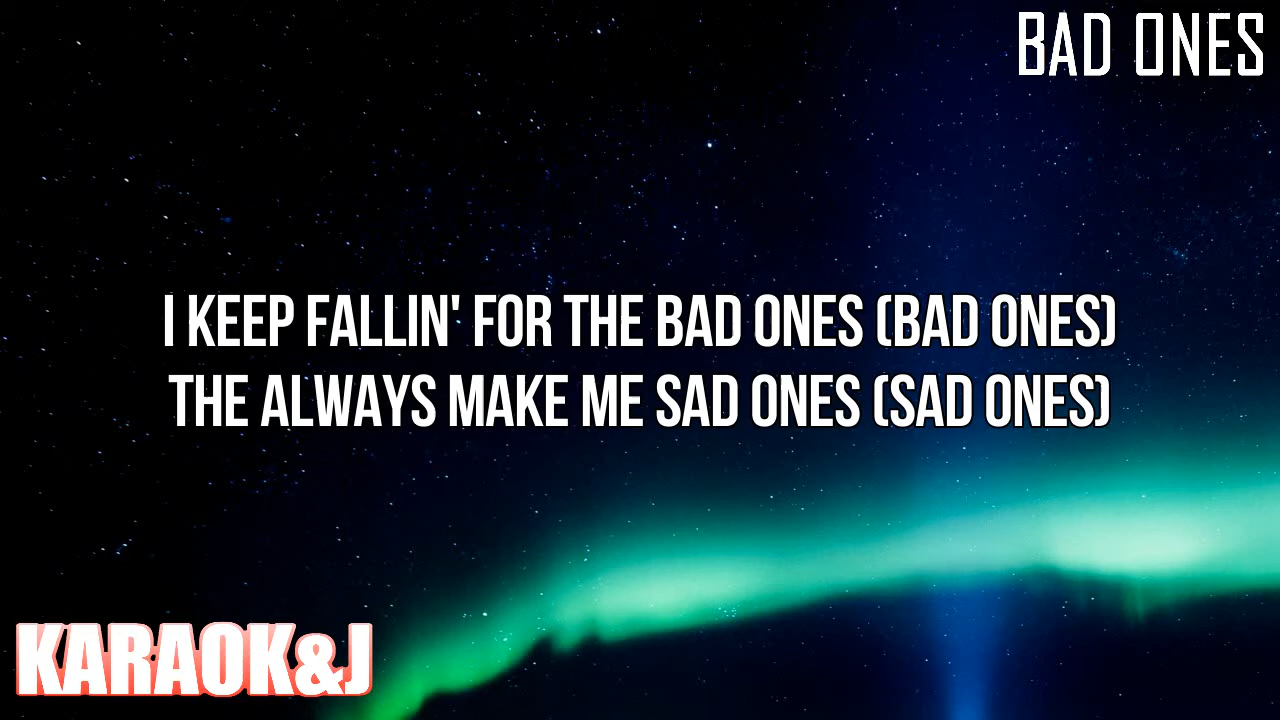 BAD ONES
I KEEP FALLIN' FOR THE BAD ONES (BAD ONES)
THE ALWAYS MAKE ME SAD ONES (SAD ONES)
KARAOK&J